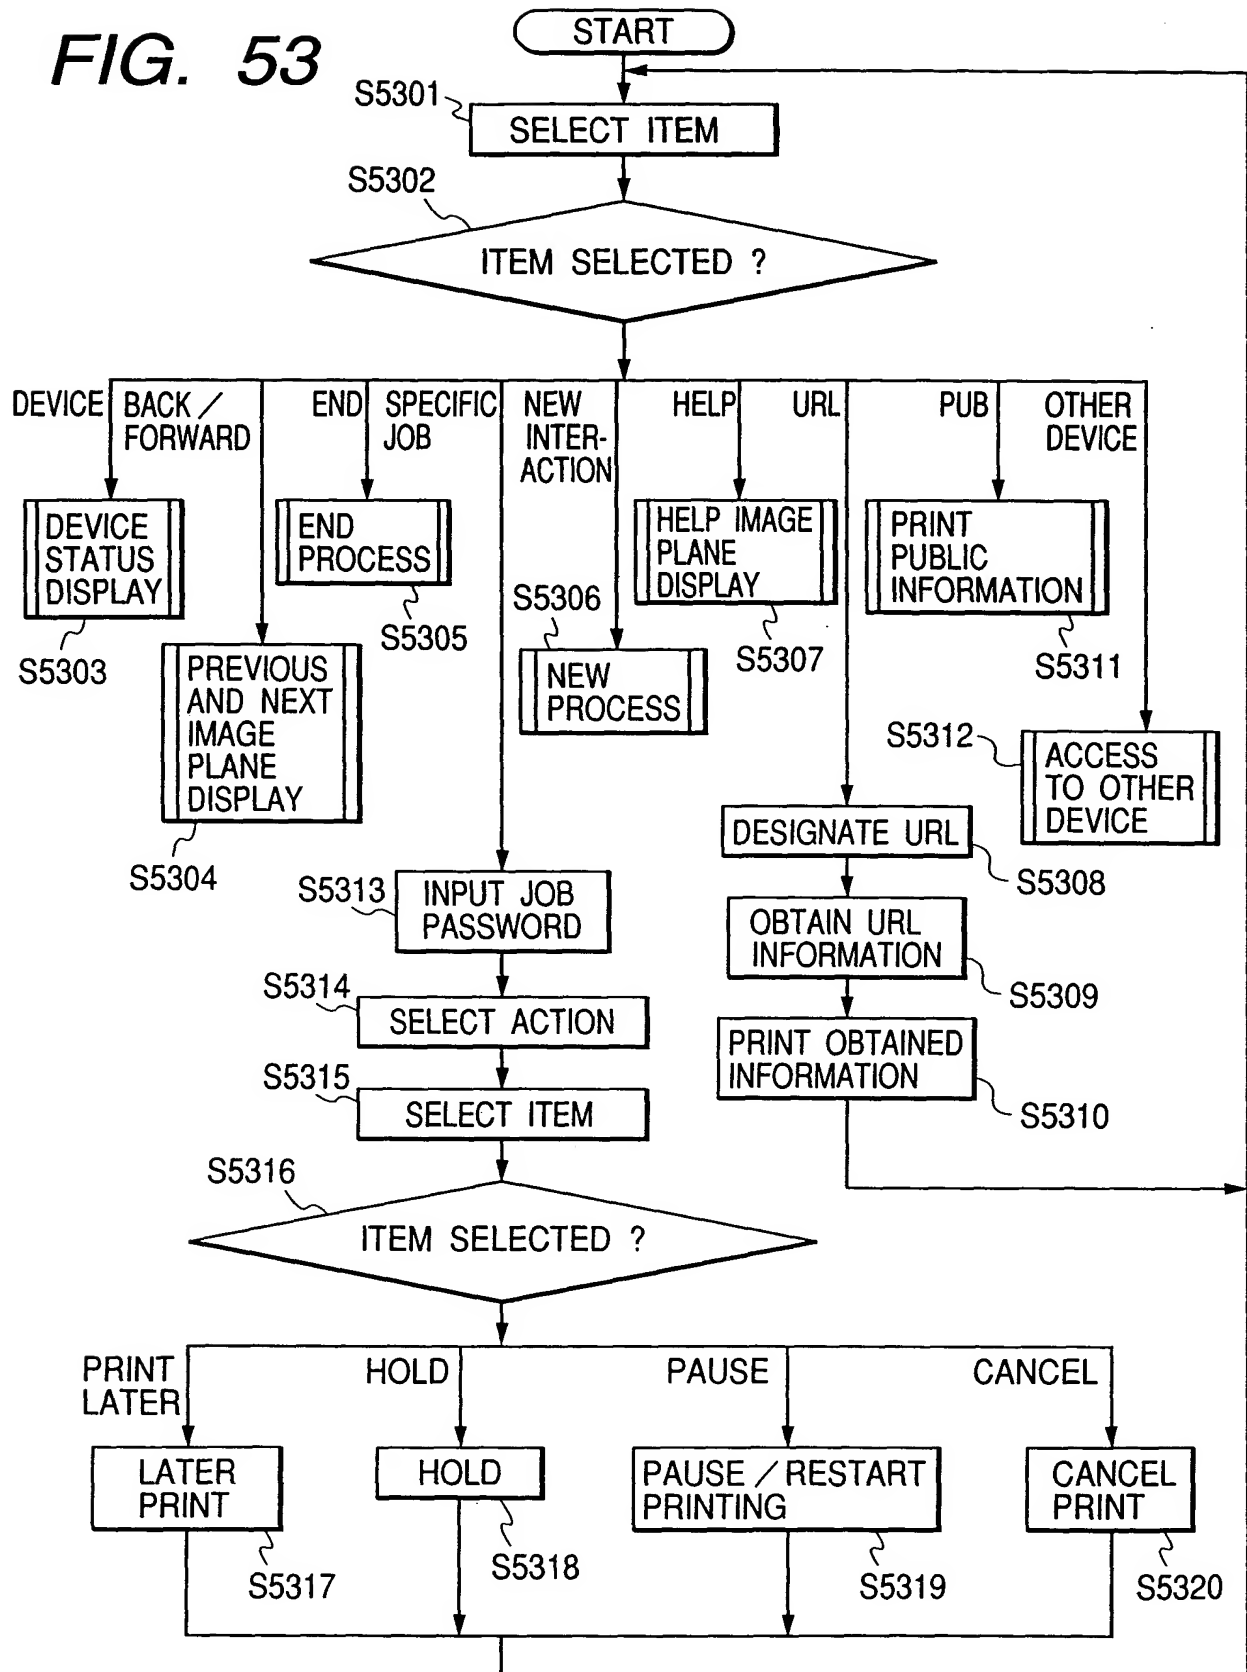 FIG. 53
START
S5301
SELECT ITEM
S5302
ITEM SELECTED ?
DEVICE
BACK /
FORWARD
END
SPECIFIC
JOB
NEW
INTER-
ACTION
HELP
URL
PUB
OTHER
DEVICE
DEVICE
STATUS
DISPLAY
S5303
PREVIOUS
AND NEXT
IMAGE
PLANE
DISPLAY
S5304
END
PROCESS
S5305
S5306
NEW
PROCESS
HELP IMAGE
PLANE
DISPLAY
S5307
PRINT
PUBLIC
INFORMATION
S5311
S5312
ACCESS
TO OTHER
DEVICE
DESIGNATE URL
S5308
OBTAIN URL
INFORMATION
S5309
PRINT OBTAINED
INFORMATION
S5310
S5313
INPUT JOB
PASSWORD
S5314
SELECT ACTION
S5315
SELECT ITEM
S5316
ITEM SELECTED ?
PRINT
LATER
HOLD
PAUSE
CANCEL
LATER
PRINT
S5317
HOLD
S5318
PAUSE / RESTART
PRINTING
S5319
CANCEL
PRINT
S5320